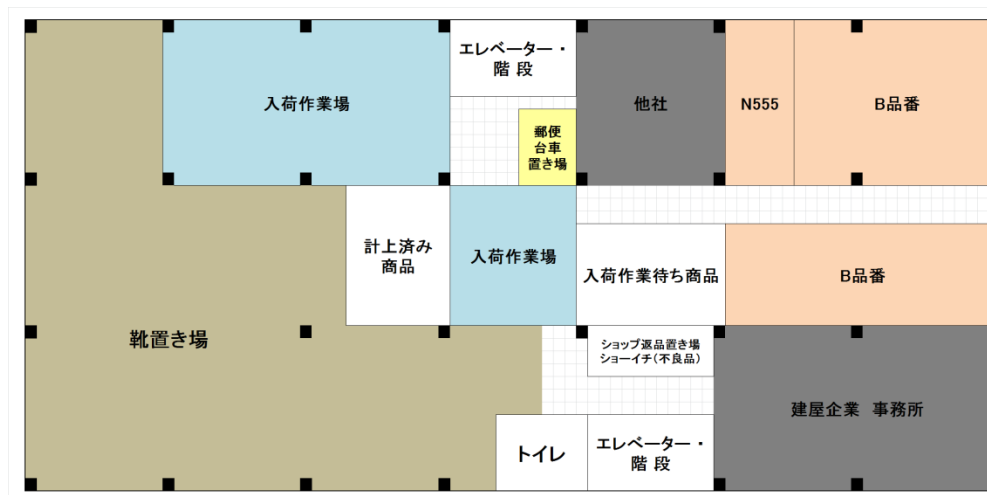 エレベーター・
階 段
入荷作業場
他社
N555
B品番
郵便
台車
置き場
計上済み
商品
入荷作業場
入荷作業待ち商品
B品番
靴置き場
ショップ返品置き場
ショーイチ(不良品)
建屋企業 事務所
トイレ
エレベーター・
階 段